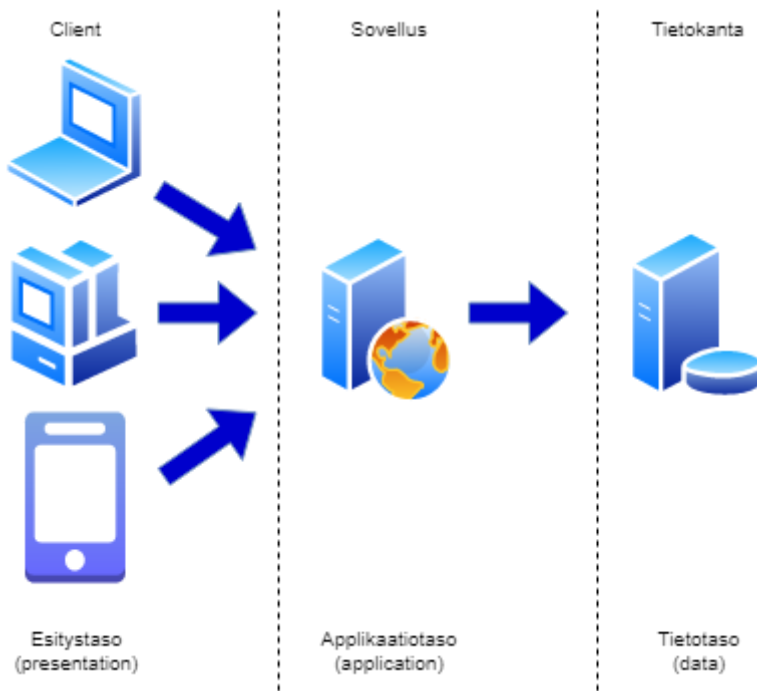 Client
Sovellus
Tietokanta
Esitystaso
(presentation)
Applikaatiotaso
(application)
Tietotaso
(data)